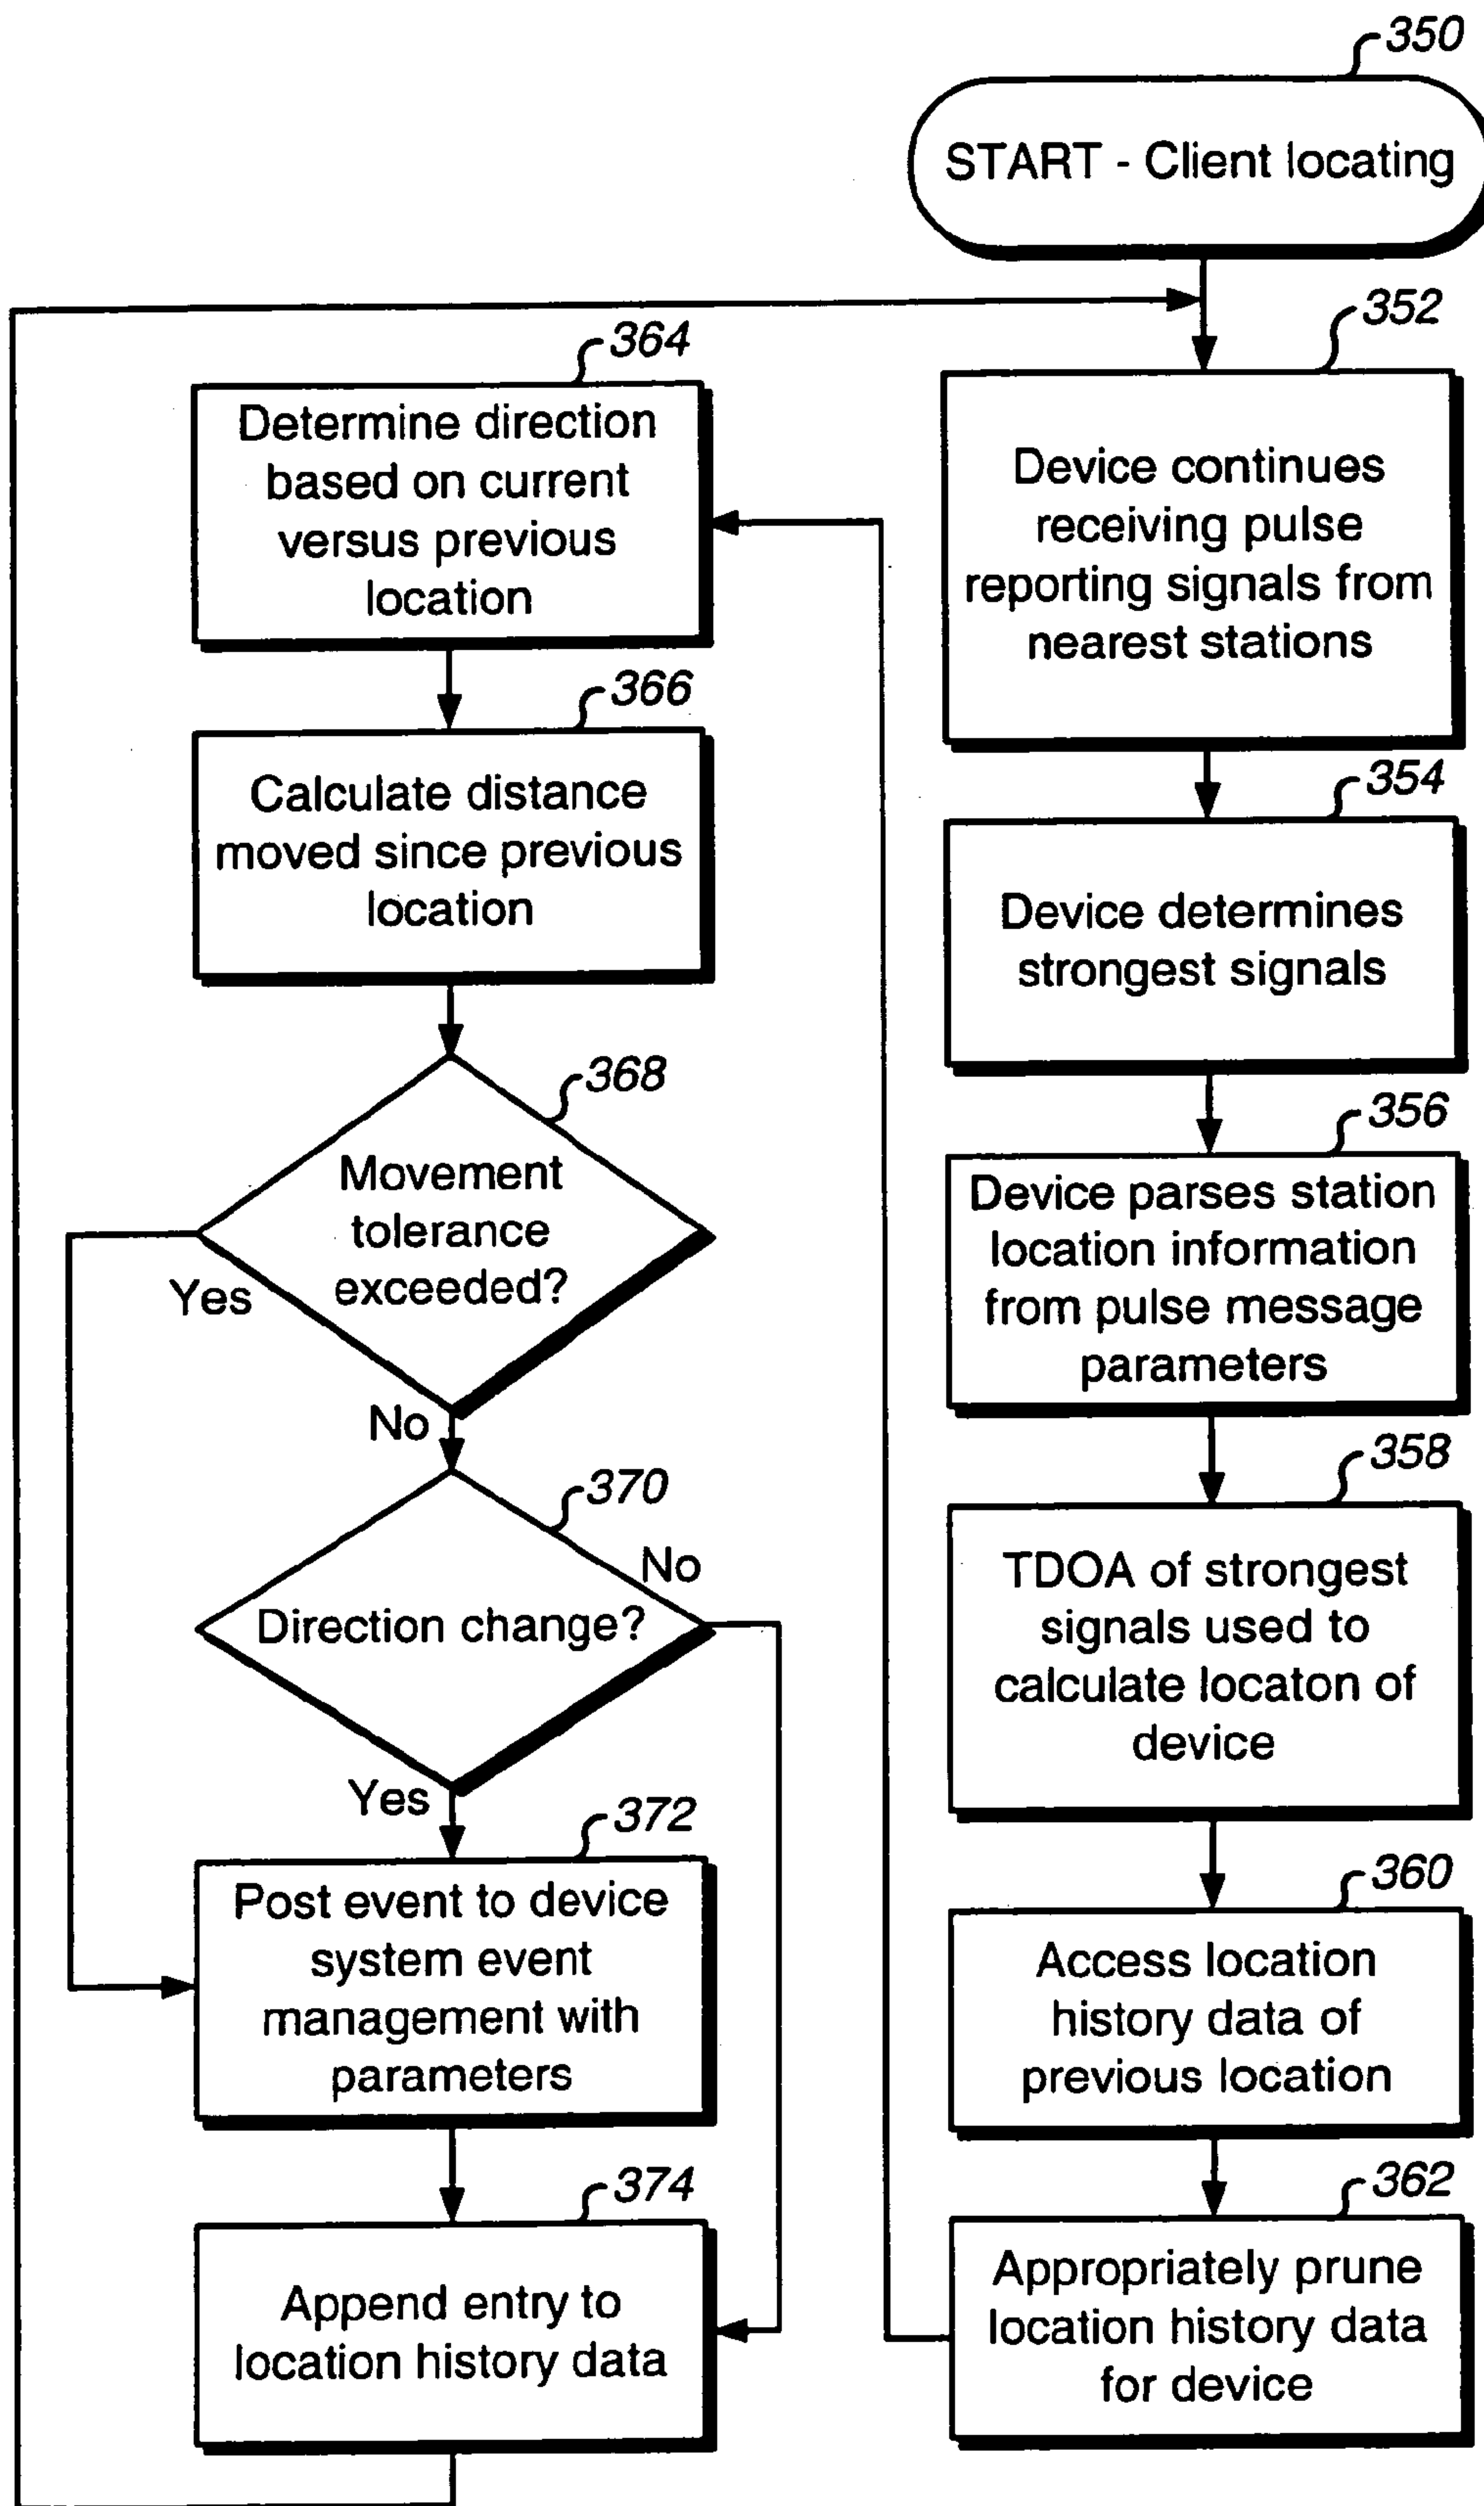 350
START - Client locating
352
Device continues
receiving pulse
reporting signals from
nearest stations
354
Device determines
strongest signals
356
Device parses station
location information
from pulse message
parameters
358
TDOA of strongest
signals used to
calculate locaton of
device
360
Access location
history data of
previous location
362
Appropriately prune
location history data
for device
364
Determine direction
based on current
versus previous
location
366
Calculate distance
moved since previous
location
368
Movement
tolerance
exceeded?
Yes
No
370
No
Direction change?
Yes
372
Post event to device
system event
management with
parameters
374
Append entry to
location history data